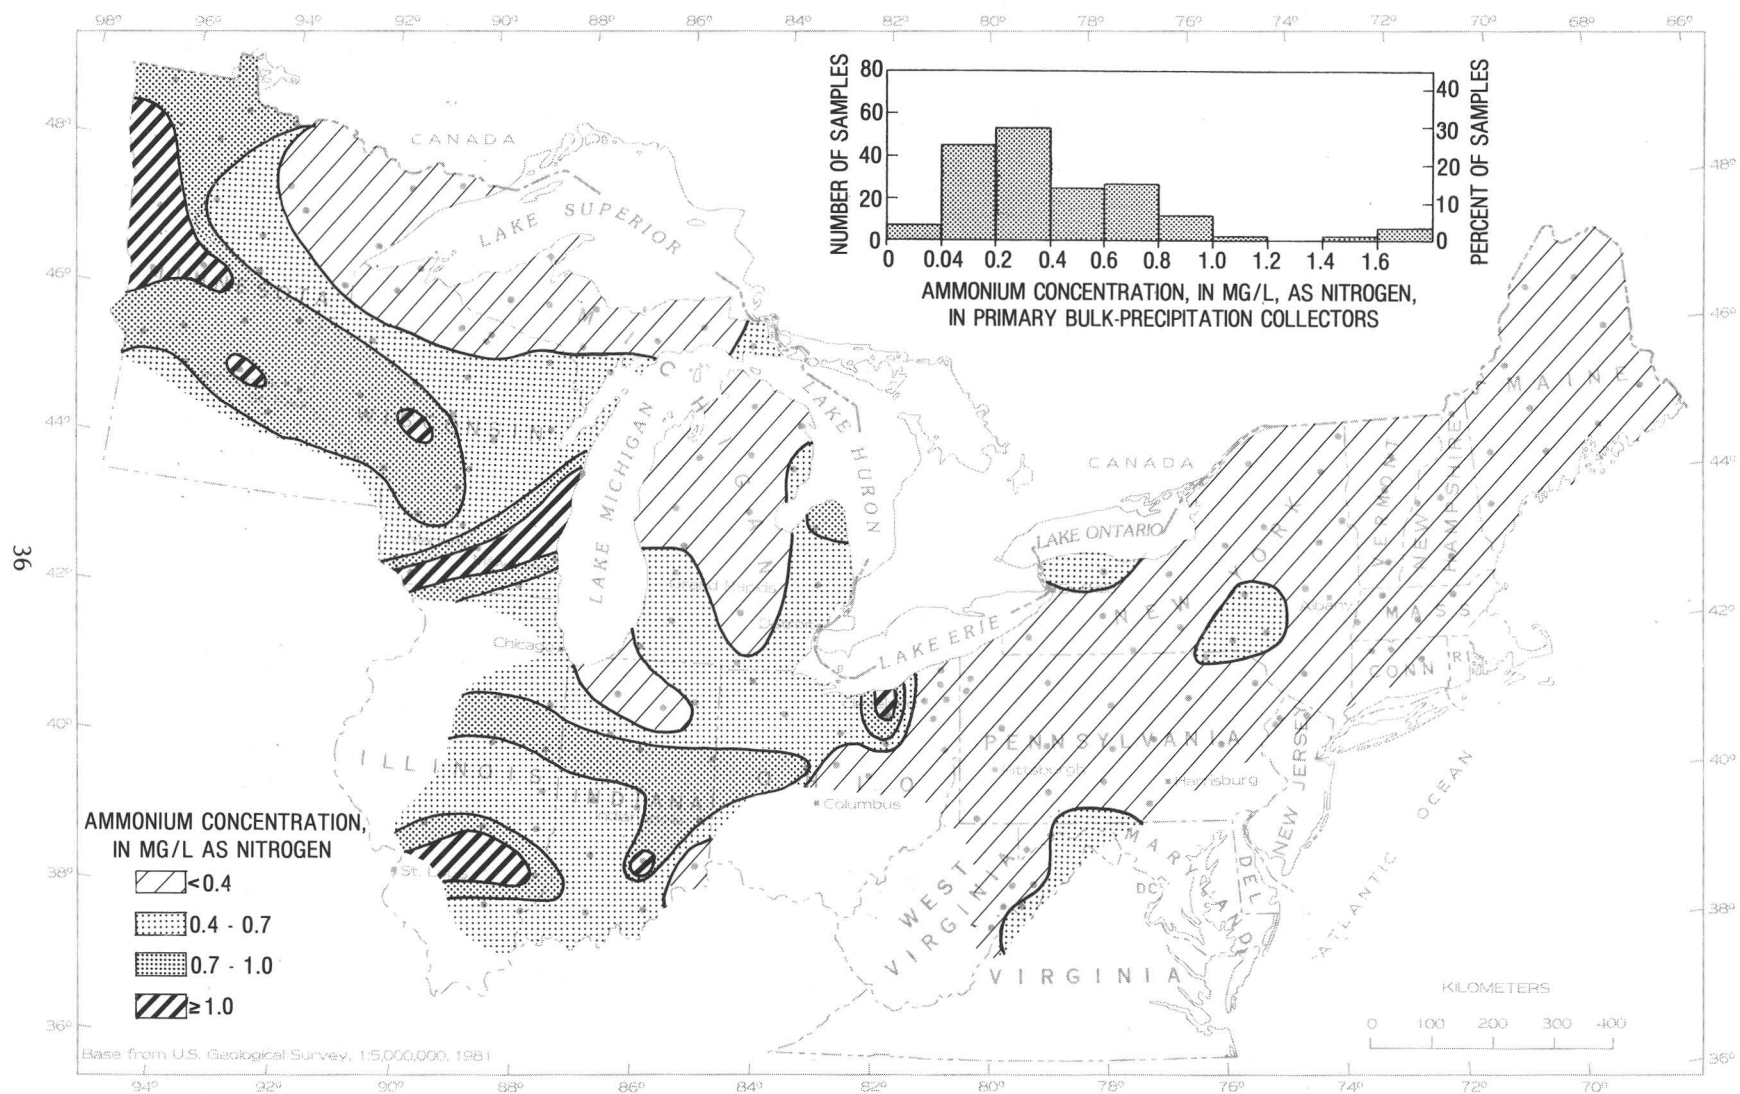 98° 96° 94° 92° 90° 88° 86° 84° 82° 80° 78° 76° 74° 72° 70° 68° 66°
48°
46°
44°
42°
40°
38°
36°
48°
46°
44°
42°
40°
38°
36°
94° 92° 90° 88° 86° 84° 82° 80° 78° 76° 74° 72° 70°
36
NUMBER OF SAMPLES
80
60
40
20
0
PERCENT OF SAMPLES
40
30
20
10
0
0 0.04 0.2 0.4 0.6 0.8 1.0 1.2 1.4 1.6
AMMONIUM CONCENTRATION, IN MG/L, AS NITROGEN,
IN PRIMARY BULK-PRECIPITATION COLLECTORS
CANADA
LAKE SUPERIOR
MICHIGAN
LAKE MICHIGAN
LAKE HURON
CANADA
LAKE ONTARIO
LAKE ERIE
MAINE
VERMONT
NEW HAMPSHIRE
NEW YORK
Albany
MASS
CONN
RI
Chicago
ILLINOIS
INDIANA
Columbus
PENNSYLVANIA
Pittsburgh
Harrisburg
NEW JERSEY
MARYLAND
DEL
DC
WEST
VIRGINIA
VIRGINIA
ATLANTIC OCEAN
AMMONIUM CONCENTRATION,
IN MG/L AS NITROGEN
<0.4
0.4 - 0.7
0.7 - 1.0
≥1.0
KILOMETERS
0 100 200 300 400
Base from U.S. Geological Survey, 1:5,000,000, 1981